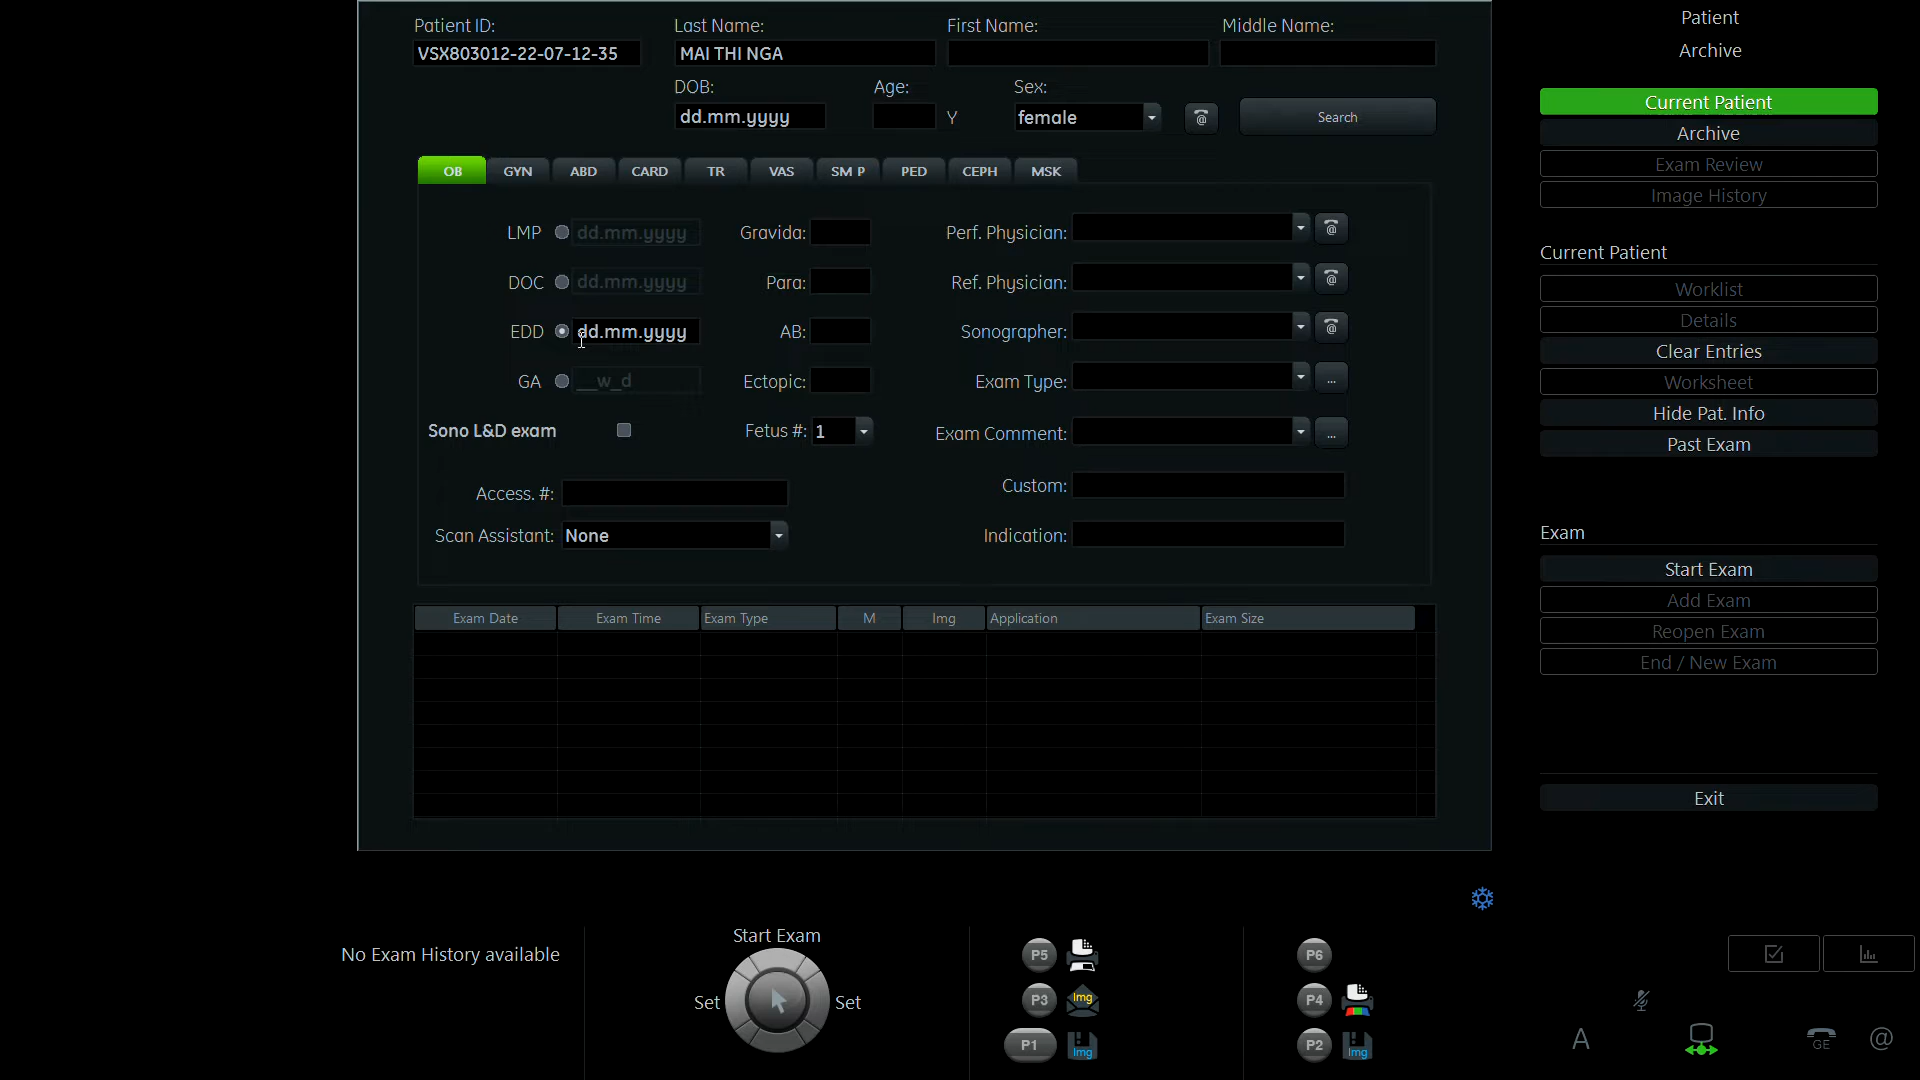 Patient ID: Last Name: First Name: Middle Name:
VSX803012-22-07-12-35 MAI THI NGA
DOB: Age: Sex:
dd.mm.yyyy Y female @ Search
OB GYN ABD CARD TR VAS SM P PED CEPH MSK
LMP dd.mm.yyyy Gravida: Perf. Physician: @
DOC dd.mm.yyyy Para: Ref. Physician: @
EDD dd.mm.yyyy AB: Sonographer: @
GA __w_d Ectopic: Exam Type: ...
Sono L&D exam Fetus #: 1 Exam Comment: ...
Custom:
Access. #:
Scan Assistant: None Indication:
Exam Date Exam Time Exam Type M Img Application Exam Size
Patient
Archive
Current Patient
Archive
Exam Review
Image History
Current Patient
Worklist
Details
Clear Entries
Worksheet
Hide Pat. Info
Past Exam
Exam
Start Exam
Add Exam
Reopen Exam
End / New Exam
Exit
No Exam History available
Start Exam
Set Set
P5
P3 Img
P1 Img
P6
P4
P2 Img
A GE @